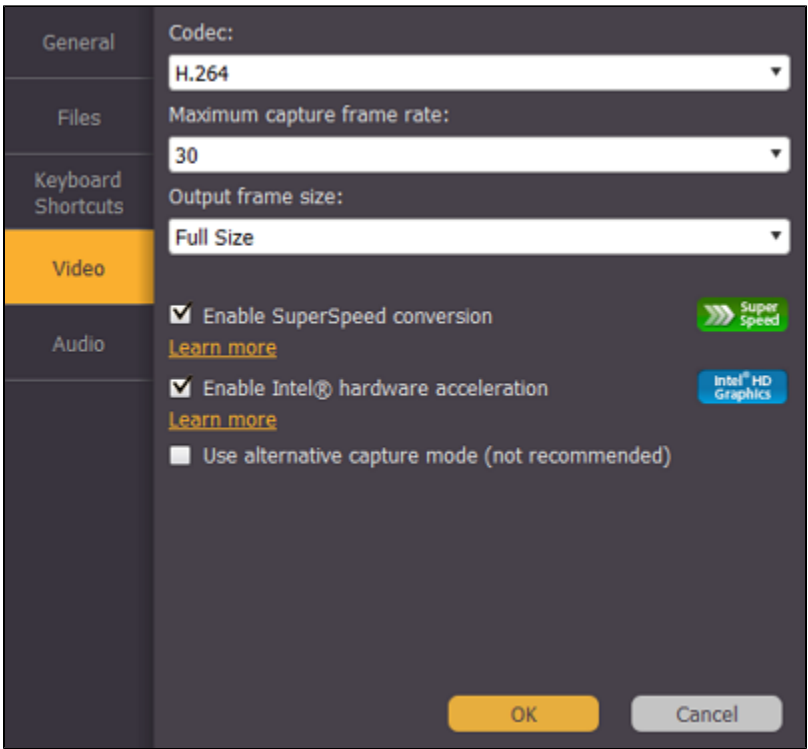 General
Files
Keyboard
Shortcuts
Video
Audio
Codec:
H.264
Maximum capture frame rate:
30
Output frame size:
Full Size
Enable SuperSpeed conversion
Super
Speed
Learn more
Enable Intel® hardware acceleration
Intel® HD
Graphics
Learn more
Use alternative capture mode (not recommended)
OK
Cancel